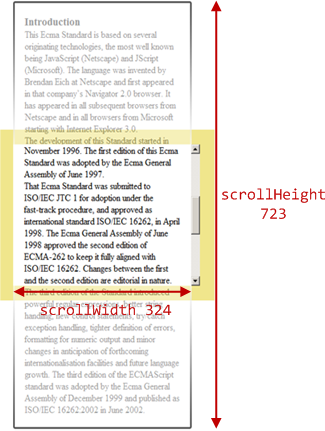 Introduction
This Ecma Standard is based on several
originating technologies, the most well known
being JavaScript (Netscape) and JScript
(Microsoft). The language was invented by
Brendan Eich at Netscape and first appeared
in that company’s Navigator 2.0 browser. It
has appeared in all subsequent browsers from
Netscape and in all browsers from Microsoft
starting with Internet Explorer 3.0.
The development of this Standard started in
November 1996. The first edition of this Ecma
Standard was adopted by the Ecma General
Assembly of June 1997.
That Ecma Standard was submitted to
ISO/IEC JTC 1 for adoption under the
fast-track procedure, and approved as
international standard ISO/IEC 16262, in April
1998. The Ecma General Assembly of June
1998 approved the second edition of
ECMA-262 to keep it fully aligned with
ISO/IEC 16262. Changes between the first
and the second edition are editorial in nature.
The third edition of the Standard introduced
powerful regular expressions, better string
handling, new control statements, try/catch
exception handling, tighter definition of errors,
formatting for numeric output and minor
changes in anticipation of forthcoming
internationalisation facilities and future language
growth. The third edition of the ECMAScript
standard was adopted by the Ecma General
Assembly of December 1999 and published as
ISO/IEC 16262:2002 in June 2002.
scrollWidth 324
scrollHeight
723